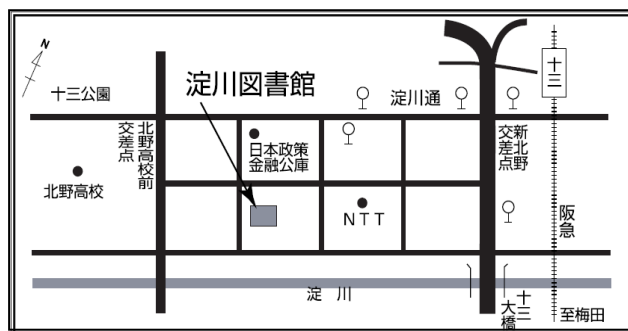 N
十三公園
淀川図書館
淀川通
十三
北野高校前
交差点
日本政策
金融公庫
新北野
交差点
北野高校
NTT
阪急
淀川
十三
大橋
至梅田